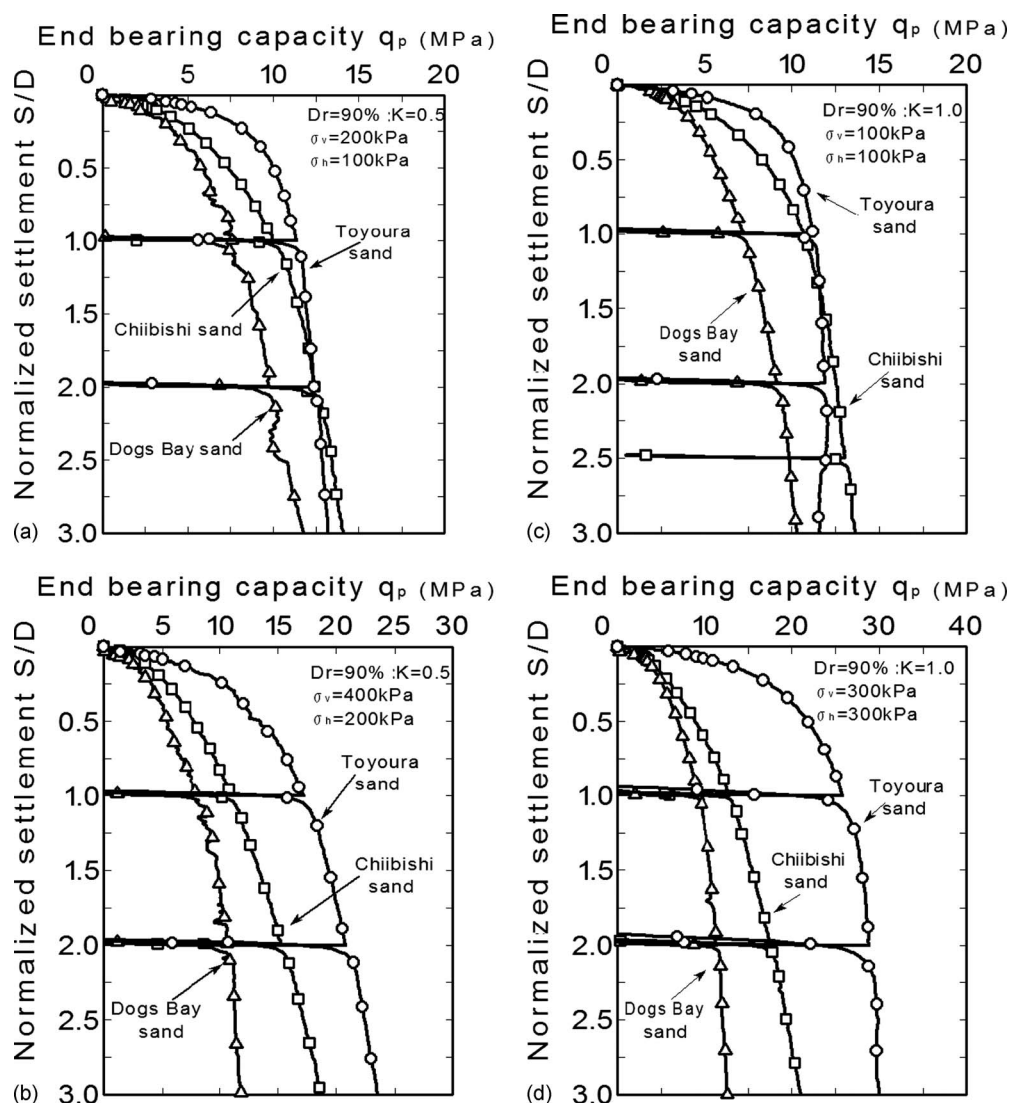 End bearing capacity qp (MPa)
0 5 10 15 20
Normalized settlement S/D
0.5
1.0
1.5
2.0
2.5
3.0
Dr=90% :K=0.5
σv=200kPa
σh=100kPa
Toyoura
sand
Chiibishi sand
Dogs Bay sand
(a)
End bearing capacity qp (MPa)
0 5 10 15 20
Normalized settlement S/D
0.5
1.0
1.5
2.0
2.5
3.0
Dr=90% :K=1.0
σv=100kPa
σh=100kPa
Toyoura
sand
Dogs Bay
sand
Chiibishi
sand
(c)
End bearing capacity qp (MPa)
0 5 10 15 20 25 30
Normalized settlement S/D
0.5
1.0
1.5
2.0
2.5
3.0
Dr=90% :K=0.5
σv=400kPa
σh=200kPa
Toyoura
sand
Chiibishi
sand
Dogs Bay
sand
(b)
End bearing capacity qp (MPa)
0 10 20 30 40
Normalized settlement S/D
0.5
1.0
1.5
2.0
2.5
3.0
Dr=90% :K=1.0
σv=300kPa
σh=300kPa
Toyoura
sand
Chiibishi
sand
Dogs Bay
sand
(d)